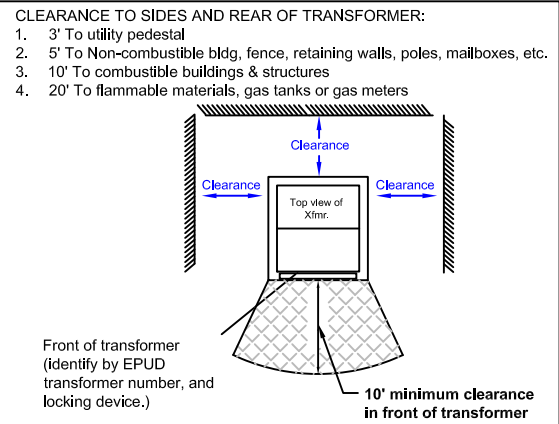 CLEARANCE TO SIDES AND REAR OF TRANSFORMER:
1. 3' To utility pedestal
2. 5' To Non-combustible bldg, fence, retaining walls, poles, mailboxes, etc.
3. 10' To combustible buildings & structures
4. 20' To flammable materials, gas tanks or gas meters
Clearance
Clearance
Clearance
Top view of
Xfmr.
Front of transformer
(identify by EPUD
transformer number, and
locking device.)
10' minimum clearance
in front of transformer